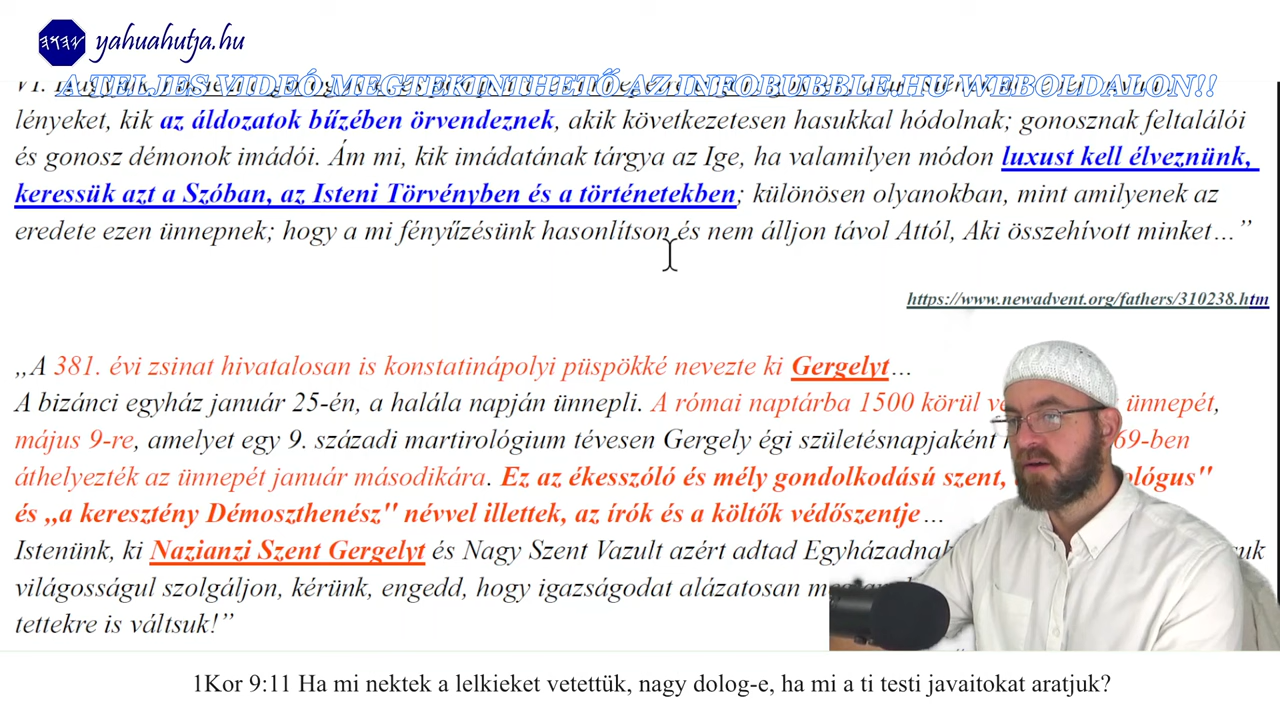 yahuahutja.hu
A TELJES VIDEÓ MEGTEKINTHETŐ AZ INFOBUBBLE.HU WEBOLDALON!!
lényeket, kik az áldozatok bűzében örvendeznek, akik következetesen hasukkal hódolnak; gonosznak feltalálói
és gonosz démonok imádói. Ám mi, kik imádatának tárgya az Ige, ha valamilyen módon luxust kell élveznünk,
keressük azt a Szóban, az Isteni Törvényben és a történetekben; különösen olyanokban, mint amilyenek az
eredete ezen ünnepnek; hogy a mi fényűzésünk hasonlítson és nem álljon távol Attól, Aki összehívott minket…”
https://www.newadvent.org/fathers/310238.htm
„A 381. évi zsinat hivatalosan is konstatinápolyi püspökké nevezte ki Gergelyt…
A bizánci egyház január 25-én, a halála napján ünnepli. A római naptárba 1500 körül ünnepét,
május 9-re, amelyet egy 9. századi martirológium tévesen Gergely égi születésnapjaként 69-ben
áthelyezték az ünnepét január másodikára. Ez az ékesszóló és mély gondolkodású szent, ológus"
és „a keresztény Démoszthenész" névvel illettek, az írók és a költők védőszentje…
Istenünk, ki Nazianzi Szent Gergelyt és Nagy Szent Vazult azért adtad Egyházadnak
világosságul szolgáljon, kérünk, engedd, hogy igazságodat alázatosan
tettekre is váltsuk!”
1Kor 9:11 Ha mi nektek a lelkieket vetettük, nagy dolog-e, ha mi a ti testi javaitokat aratjuk?